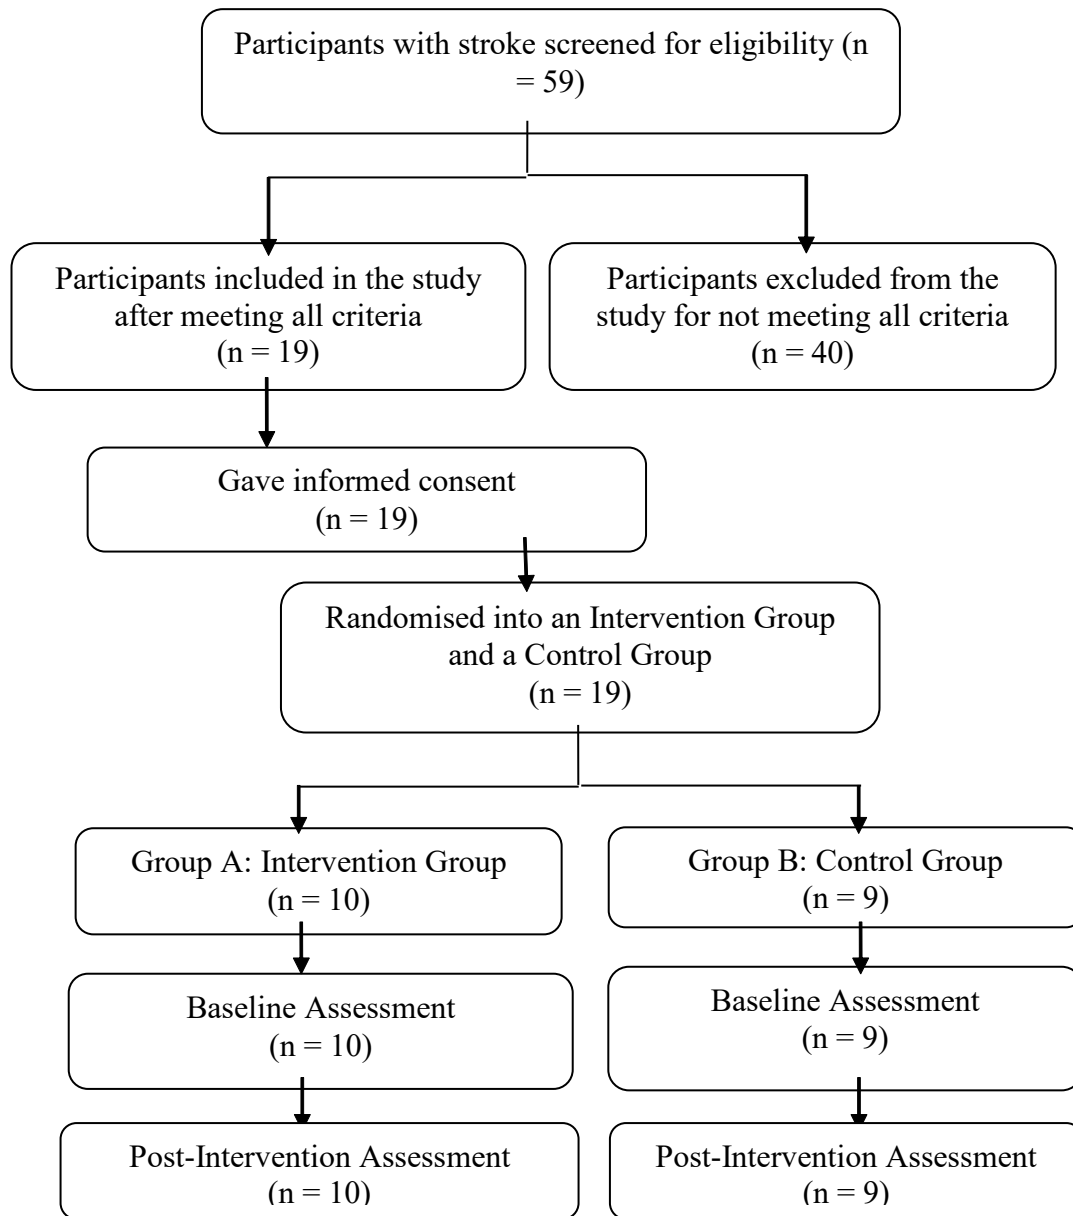 Participants with stroke screened for eligibility (n
= 59)
Participants included in the study
after meeting all criteria
(n = 19)
Participants excluded from the
study for not meeting all criteria
(n = 40)
Gave informed consent
(n = 19)
Randomised into an Intervention Group
and a Control Group
(n = 19)
Group A: Intervention Group
(n = 10)
Group B: Control Group
(n = 9)
Baseline Assessment
(n = 10)
Baseline Assessment
(n = 9)
Post-Intervention Assessment
(n = 10)
Post-Intervention Assessment
(n = 9)